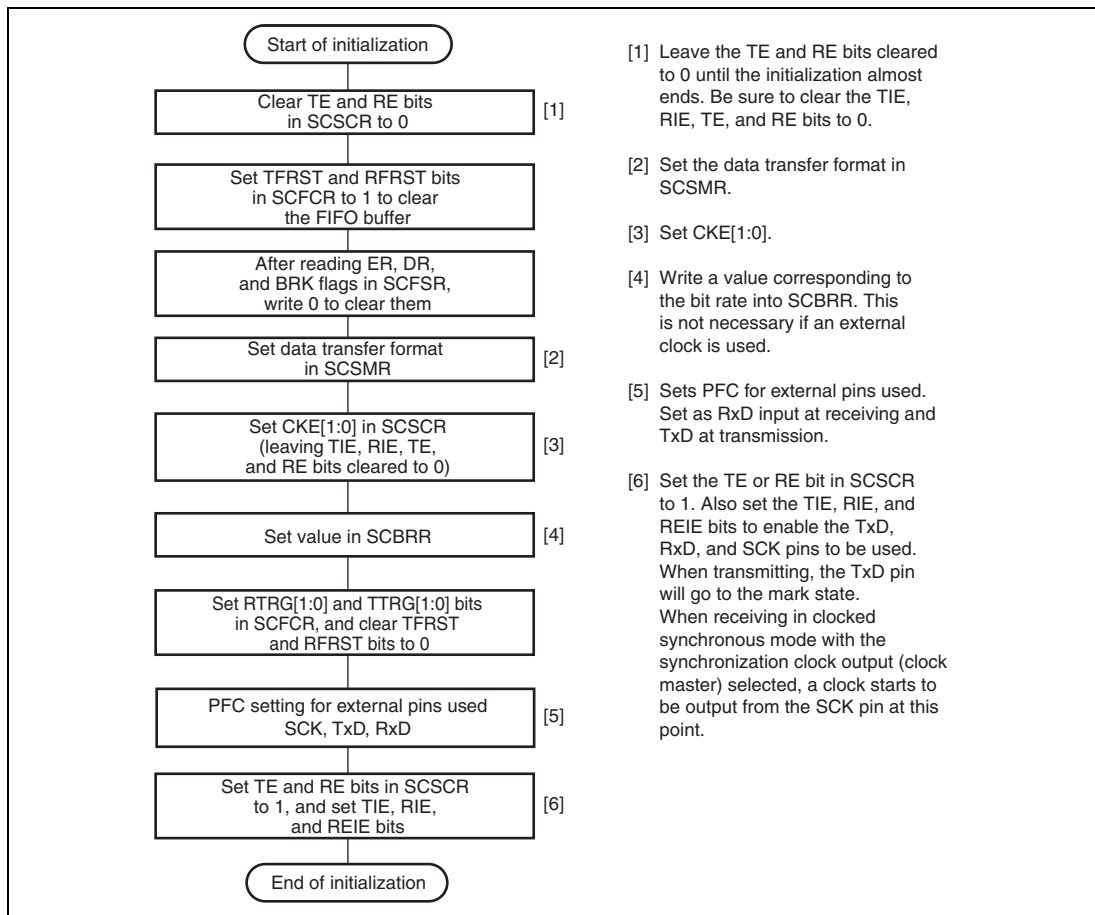 Start of initialization
Clear TE and RE bits
in SCSCR to 0
[1]
Set TFRST and RFRST bits
in SCFCR to 1 to clear
the FIFO buffer
After reading ER, DR,
and BRK flags in SCFSR,
write 0 to clear them
Set data transfer format
in SCSMR
[2]
Set CKE[1:0] in SCSCR
(leaving TIE, RIE, TE,
and RE bits cleared to 0)
[3]
Set value in SCBRR
[4]
Set RTRG[1:0] and TTRG[1:0] bits
in SCFCR, and clear TFRST
and RFRST bits to 0
PFC setting for external pins used
SCK, TxD, RxD
[5]
Set TE and RE bits in SCSCR
to 1, and set TIE, RIE,
and REIE bits
[6]
End of initialization
[1] Leave the TE and RE bits cleared
to 0 until the initialization almost
ends. Be sure to clear the TIE,
RIE, TE, and RE bits to 0.
[2] Set the data transfer format in
SCSMR.
[3] Set CKE[1:0].
[4] Write a value corresponding to
the bit rate into SCBRR. This
is not necessary if an external
clock is used.
[5] Sets PFC for external pins used.
Set as RxD input at receiving and
TxD at transmission.
[6] Set the TE or RE bit in SCSCR
to 1. Also set the TIE, RIE, and
REIE bits to enable the TxD,
RxD, and SCK pins to be used.
When transmitting, the TxD pin
will go to the mark state.
When receiving in clocked
synchronous mode with the
synchronization clock output (clock
master) selected, a clock starts to
be output from the SCK pin at this
point.